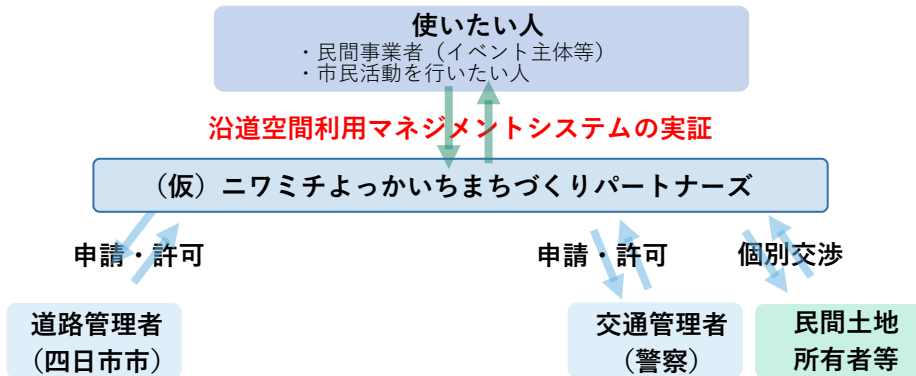 使いたい人
・民間事業者（イベント主体等）
・市民活動を行いたい人
沿道空間利用マネジメントシステムの実証
（仮）ニワミチよっかいちまちづくりパートナーズ
申請・許可
申請・許可
個別交渉
道路管理者
（四日市市）
交通管理者
（警察）
民間土地
所有者等